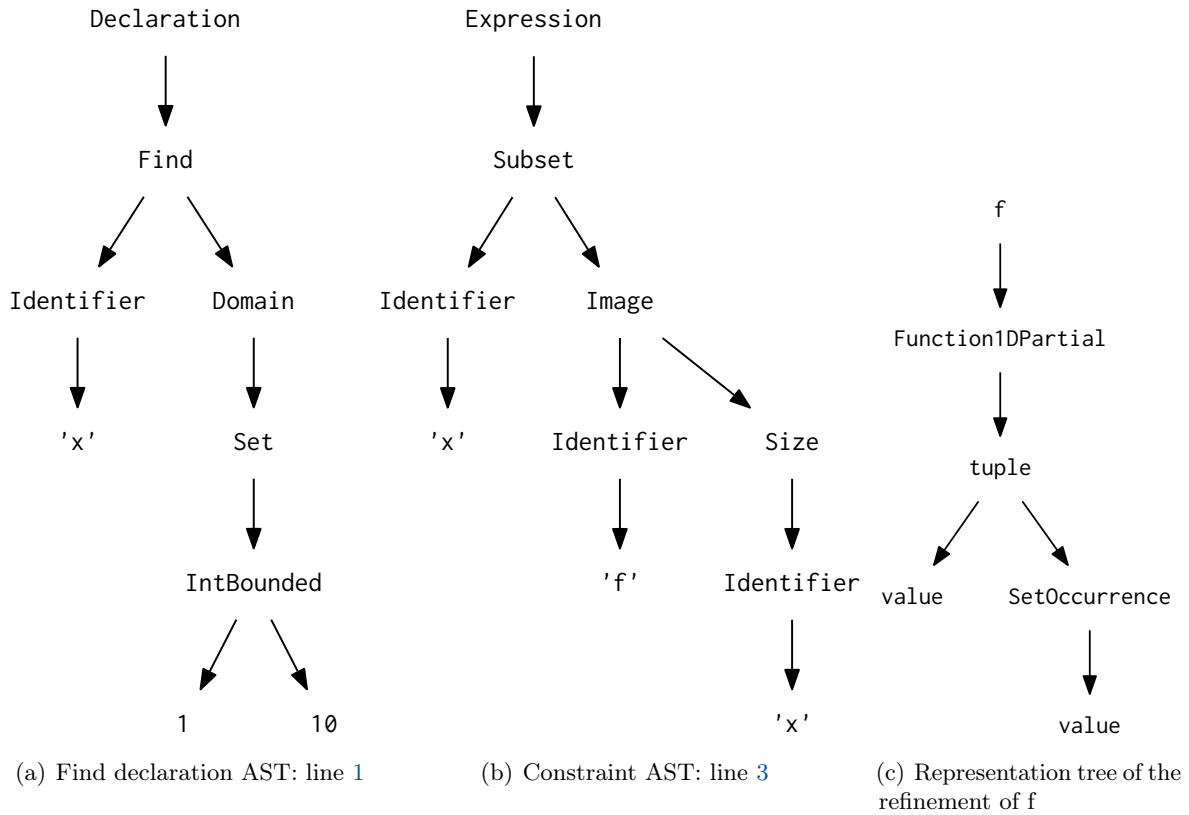 Declaration
Find
Identifier Domain
'x' Set
IntBounded
1 10
(a) Find declaration AST: line 1
Expression
Subset
Identifier Image
'x' Identifier Size
'f' Identifier
'x'
(b) Constraint AST: line 3
f
Function1DPartial
tuple
value SetOccurrence
value
(c) Representation tree of the
refinement of f